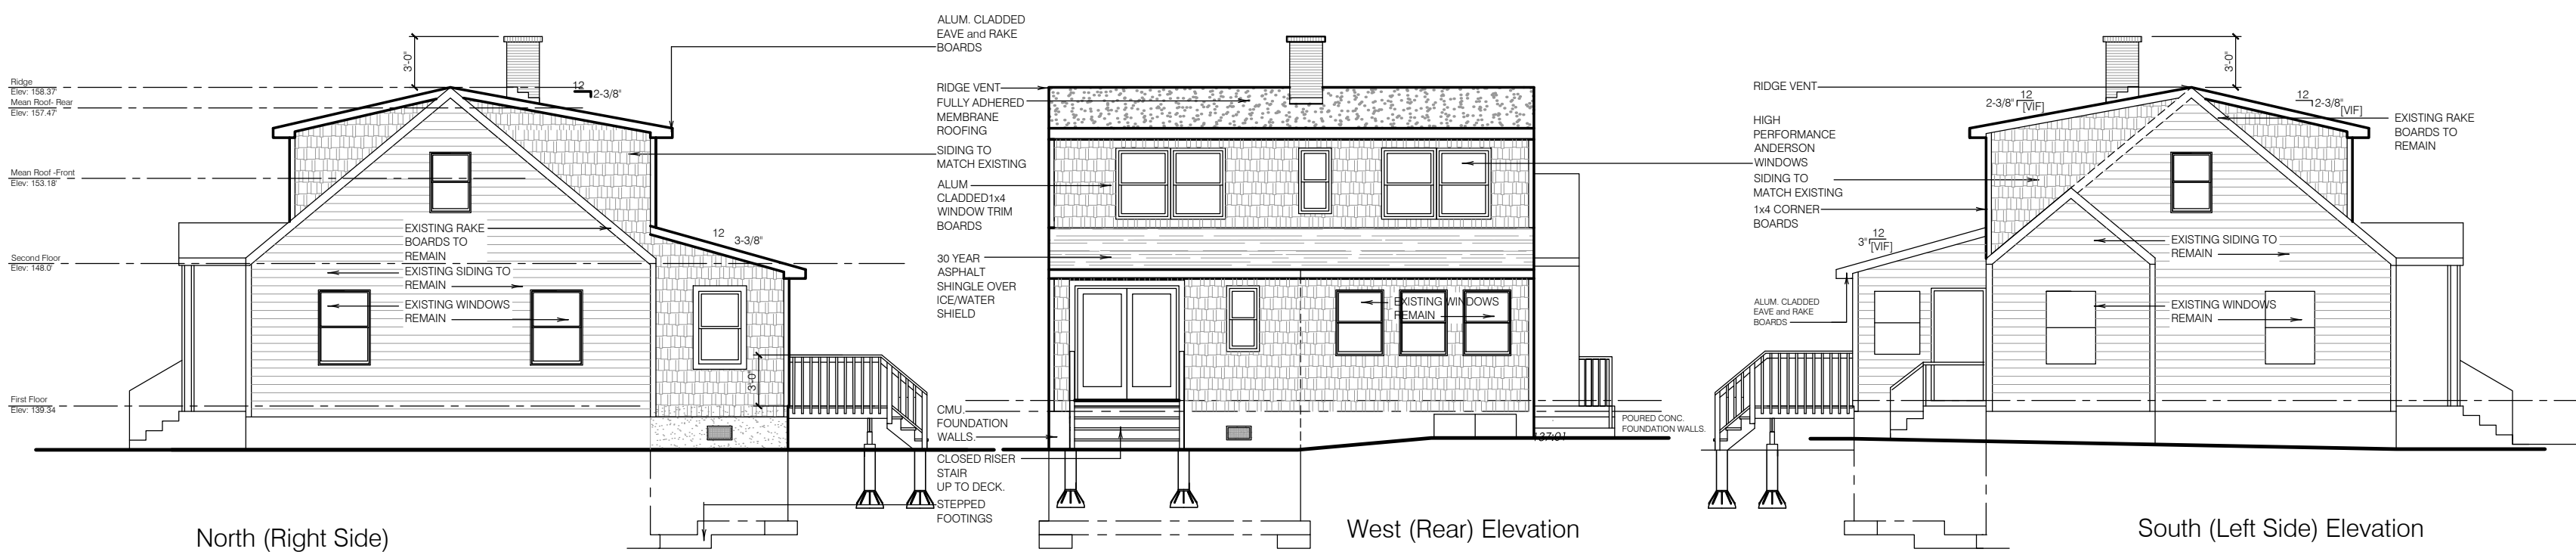 3'-0"
12
2-3/8"
Ridge
Elev: 158.37'
Mean Roof- Rear
Elev: 157.47'
Mean Roof -Front
Elev: 153.18'
Second Floor
Elev: 148.0'
First Floor
Elev: 139.34
EXISTING RAKE
BOARDS TO
REMAIN
EXISTING SIDING TO
REMAIN
EXISTING WINDOWS
REMAIN
12
3-3/8"
3'-0"
North (Right Side)
ALUM. CLADDED
EAVE and RAKE
BOARDS
RIDGE VENT
FULLY ADHERED
MEMBRANE
ROOFING
SIDING TO
MATCH EXISTING
ALUM
CLADDED1x4
WINDOW TRIM
BOARDS
30 YEAR
ASPHALT
SHINGLE OVER
ICE/WATER
SHIELD
CMU.
FOUNDATION
WALLS.
CLOSED RISER
STAIR
UP TO DECK.
STEPPED
FOOTINGS
EXISTING WINDOWS
REMAIN
POURED CONC.
FOUNDATION WALLS.
West (Rear) Elevation
RIDGE VENT
HIGH
PERFORMANCE
ANDERSON
WINDOWS
SIDING TO
MATCH EXISTING
1x4 CORNER
BOARDS
ALUM. CLADDED
EAVE and RAKE
BOARDS
3'-0"
12
2-3/8"
[VIF]
12
2-3/8"
[VIF]
12
3"
[VIF]
EXISTING RAKE
BOARDS TO
REMAIN
EXISTING SIDING TO
REMAIN
EXISTING WINDOWS
REMAIN
South (Left Side) Elevation